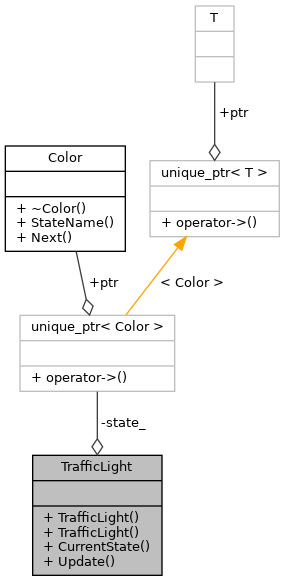 T
+ptr
Color
+ ~Color()
+ StateName()
+ Next()
unique_ptr< T >
+ operator->()
+ptr
< Color >
unique_ptr< Color >
+ operator->()
-state_
TrafficLight
+ TrafficLight()
+ TrafficLight()
+ CurrentState()
+ Update()